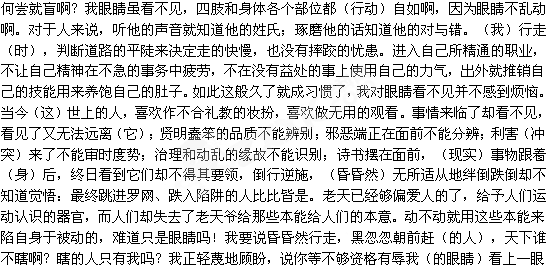 何尝就盲啊？我眼睛虽看不见，四肢和身体各个部位都（行动）自如啊，因为眼睛不乱动
啊。对于人来说，听他的声音就知道他的姓氏；琢磨他的话知道他的对与错。（我）行走
（时），判断道路的平陡来决定走的快慢，也没有摔跤的忧患。进入自己所精通的职业，
不让自己精神在不急的事务中疲劳，不在没有益处的事上使用自己的力气，出外就推销自
己的技能用来养饱自己的肚子。如此这般久了就成习惯了，我对眼睛看不见并不感到烦恼。
当今（这）世上的人，喜欢作不合礼教的妆扮，喜欢做无用的观看。事情来临了却看不见，
看见了又无法远离（它）；贤明蠢笨的品质不能辨别；邪恶端正在面前不能分辨；利害（冲
突）来了不能审时度势；治理和动乱的缘故不能识别；诗书摆在面前，（现实）事物跟着
（身）后，终日看到它们却不得其要领，倒行逆施，（昏昏然）无所适从地绊倒跌倒却不
知道觉悟：最终跳进罗网、跌入陷阱的人比比皆是。老天已经够偏爱人的了，给予人们运
动认识的器官，而人们却失去了老天爷给那些本能给人们的本意。动不动就用这些本能来
陷自身于被动的，难道只是眼睛吗！我要说昏昏然行走，黑忽忽朝前赶（的人），天下谁
不瞎啊？瞎的人只有我吗？我正轻蔑地顾盼，说你等不够资格有辱我（的眼睛）看上一眼